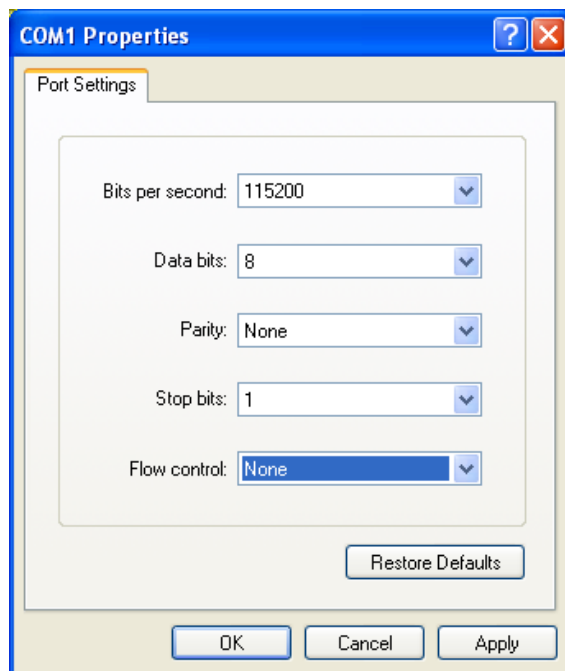 COM1 Properties
Port Settings
Bits per second: 115200
Data bits: 8
Parity: None
Stop bits: 1
Flow control: None
Restore Defaults
OK Cancel Apply